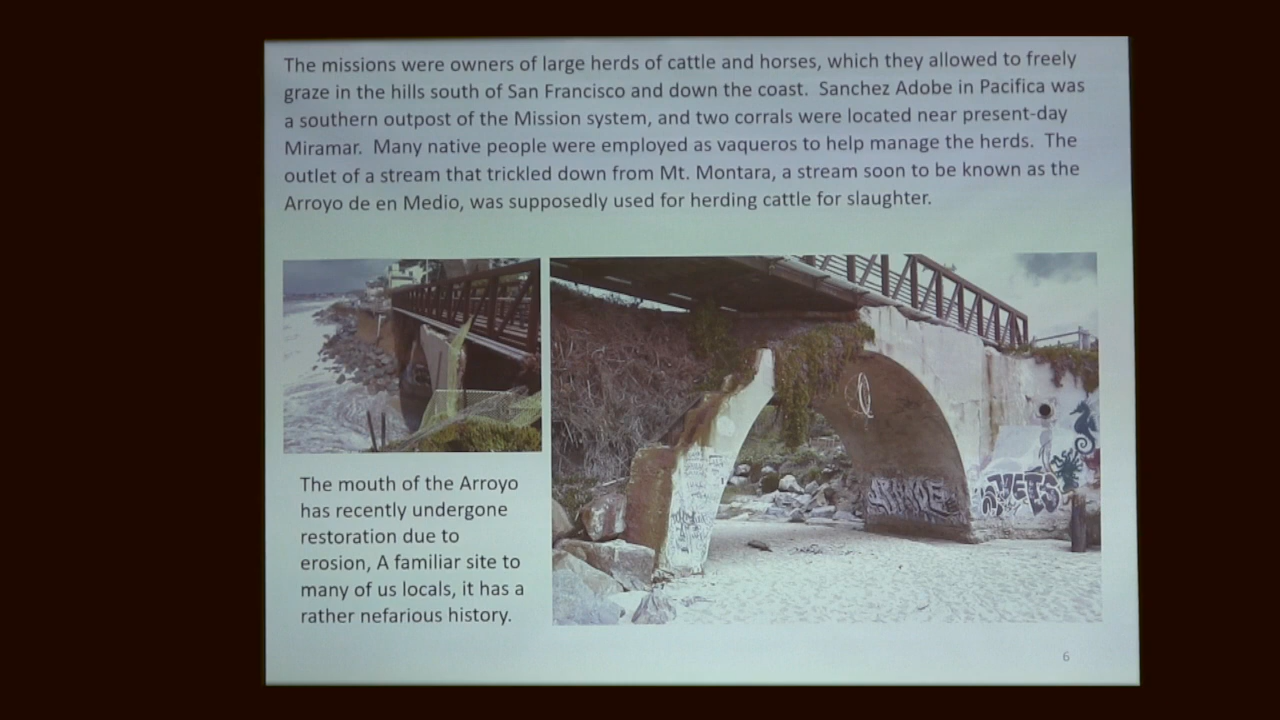 The missions were owners of large herds of cattle and horses, which they allowed to freely
graze in the hills south of San Francisco and down the coast.  Sanchez Adobe in Pacifica was
a southern outpost of the Mission system, and two corrals were located near present-day
Miramar.  Many native people were employed as vaqueros to help manage the herds.  The
outlet of a stream that trickled down from Mt. Montara, a stream soon to be known as the
Arroyo de en Medio, was supposedly used for herding cattle for slaughter.
The mouth of the Arroyo
has recently undergone
restoration due to
erosion, A familiar site to
many of us locals, it has a
rather nefarious history.
6